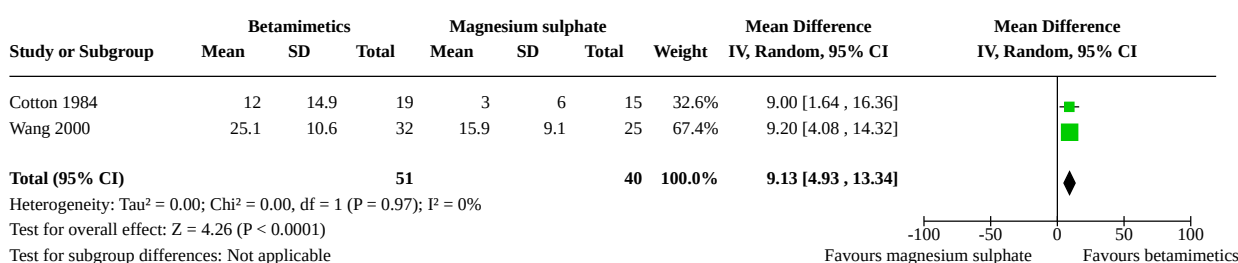 Betamimetics Magnesium sulphate Mean Difference Mean Difference
Study or Subgroup Mean SD Total Mean SD Total Weight IV, Random, 95% CI IV, Random, 95% CI
Cotton 1984 12 14.9 19 3 6 15 32.6% 9.00 [1.64 , 16.36]
Wang 2000 25.1 10.6 32 15.9 9.1 25 67.4% 9.20 [4.08 , 14.32]
Total (95% CI) 51 40 100.0% 9.13 [4.93 , 13.34]
Heterogeneity: Tau² = 0.00; Chi² = 0.00, df = 1 (P = 0.97); I² = 0%
Test for overall effect: Z = 4.26 (P < 0.0001)
-100 -50 0 50 100
Test for subgroup differences: Not applicable Favours magnesium sulphate Favours betamimetics